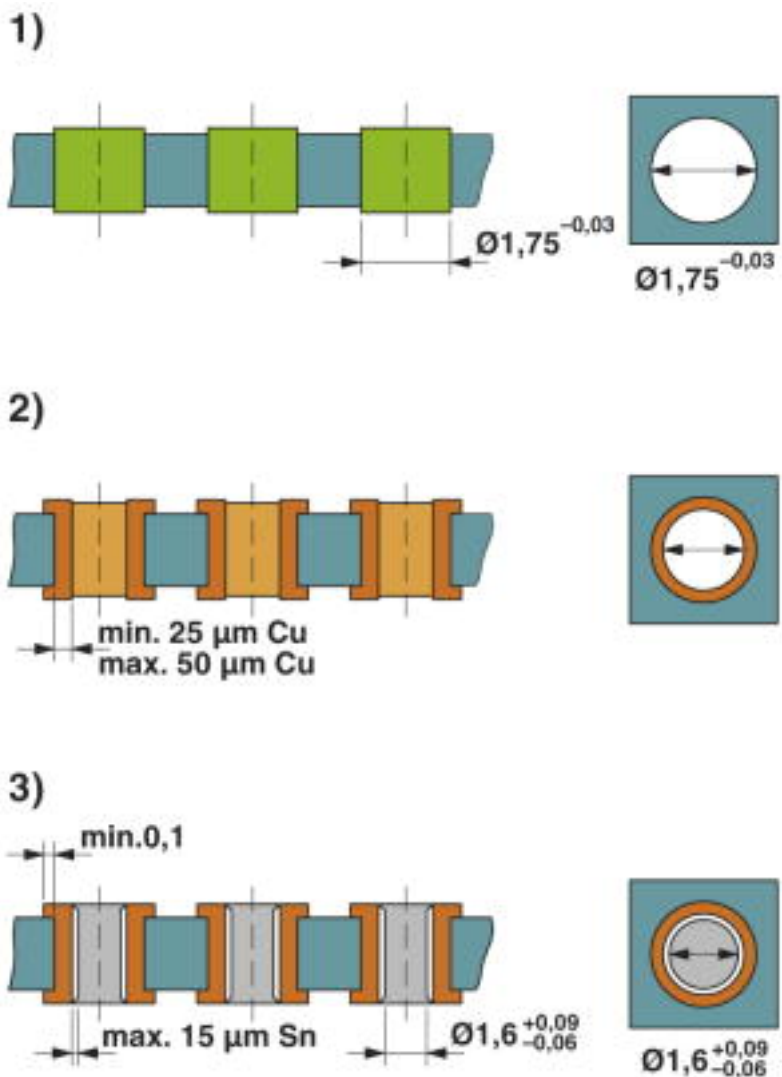 1)
Ø1,75 –0,03
Ø1,75 –0,03
2)
min. 25 µm Cu
max. 50 µm Cu
3)
min.0,1
max. 15 µm Sn
Ø1,6 +0,09 –0,06
Ø1,6 +0,09 –0,06